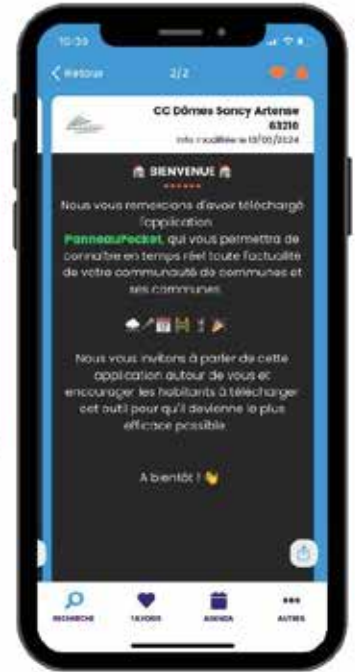 10:39
Retour
2/2
CC Dômes Sancy Artense
63210
Info modifiée le 13/05/2024
BIENVENUE
Nous vous remercions d'avoir téléchargé
l'application
PanneauPocket, qui vous permettra de
connaître en temps réel toute l'actualité
de votre communauté de communes et
ses communes.
Nous vous invitons à parler de cette
application autour de vous et
encourager les habitants à télécharger
cet outil pour qu'il devienne le plus
efficace possible.
A bientôt !
RECHERCHE
FAVORIS
AGENDA
AUTRES